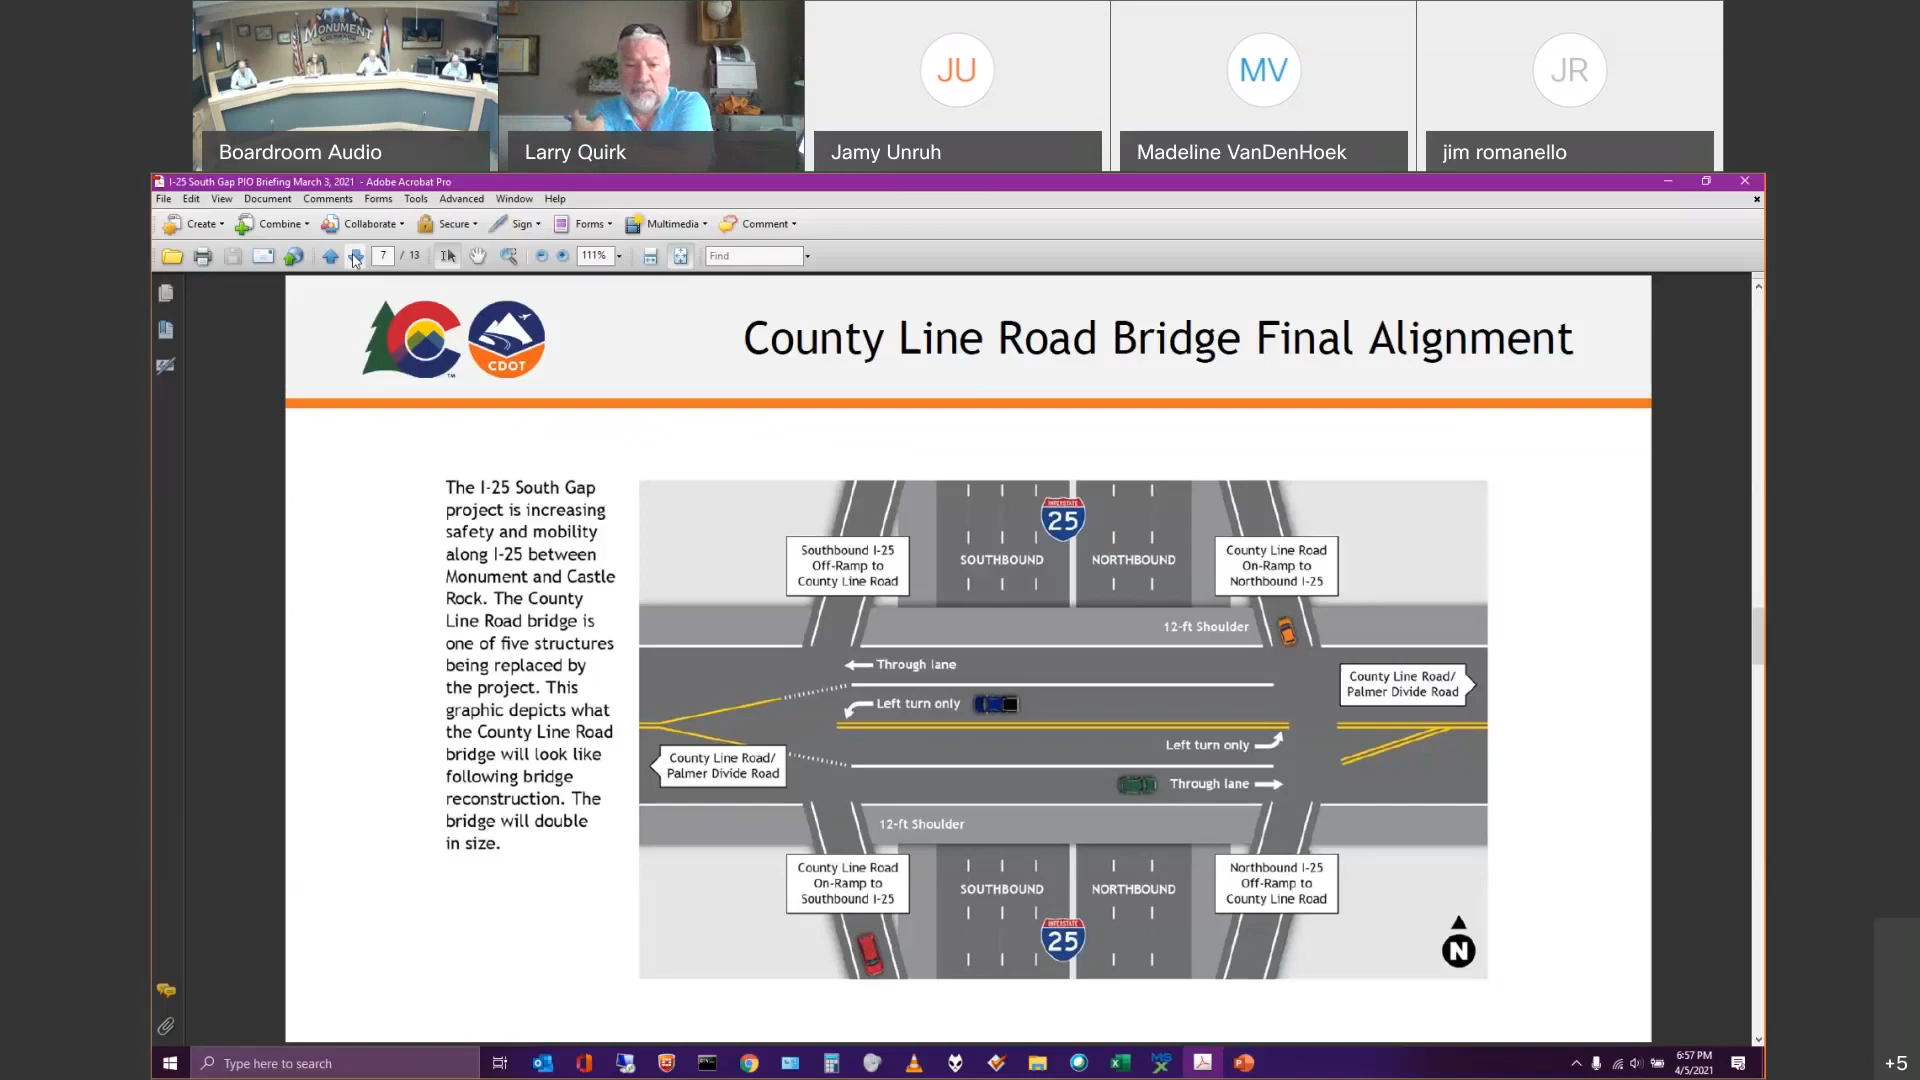 MONUMENT
JU
MV
JR
Boardroom Audio
Larry Quirk
Jamy Unruh
Madeline VanDenHoek
jim romanello
I-25 South Gap PIO Briefing March 3, 2021 - Adobe Acrobat Pro
File Edit View Document Comments Forms Tools Advanced Window Help
Create Combine Collaborate Secure Sign Forms Multimedia Comment
7 / 13 111% Find
CDOT
TM
County Line Road Bridge Final Alignment
The I-25 South Gap
project is increasing
safety and mobility
along I-25 between
Monument and Castle
Rock. The County
Line Road bridge is
one of five structures
being replaced by
the project. This
graphic depicts what
the County Line Road
bridge will look like
following bridge
reconstruction. The
bridge will double
in size.
INTERSTATE
25
Southbound I-25
Off-Ramp to
County Line Road
SOUTHBOUND
NORTHBOUND
County Line Road
On-Ramp to
Northbound I-25
12-ft Shoulder
Through lane
County Line Road/
Palmer Divide Road
Left turn only
Left turn only
County Line Road/
Palmer Divide Road
Through lane
12-ft Shoulder
County Line Road
On-Ramp to
Southbound I-25
SOUTHBOUND
NORTHBOUND
Northbound I-25
Off-Ramp to
County Line Road
INTERSTATE
25
N
Type here to search
6:57 PM
4/5/2021
+5